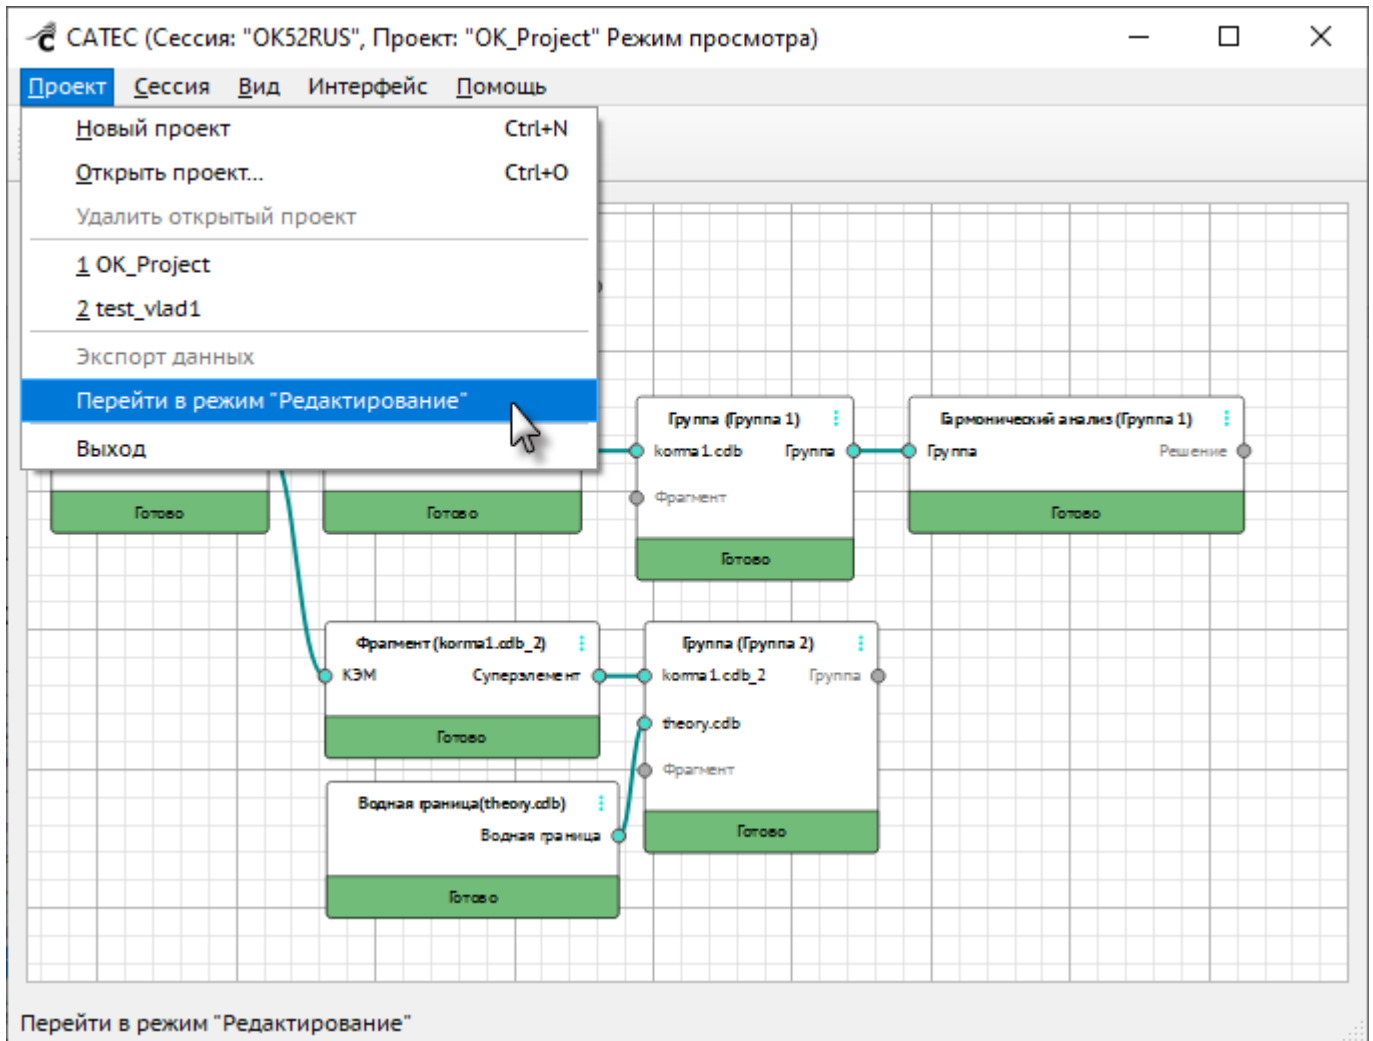 CATEC (Сессия: "OK52RUS", Проект: "OK_Project" Режим просмотра)
Проект Сессия Вид Интерфейс Помощь
Новый проект Ctrl+N
Открыть проект... Ctrl+O
Удалить открытый проект
1 OK_Project
2 test_vlad1
Экспорт данных
Перейти в режим "Редактирование"
Выход
Готово
Готово
Группа (Группа 1)
korma1.cdb Группа
Фрагмент
Готово
Гармонический анализ (Группа 1)
Группа Решение
Готово
Фрагмент (korma1.cdb_2)
КЭМ Суперэлемент
Готово
Группа (Группа 2)
korma1.cdb_2 Группа
theory.cdb
Фрагмент
Готово
Водная граница(theory.cdb)
Водная граница
Готово
Перейти в режим "Редактирование"